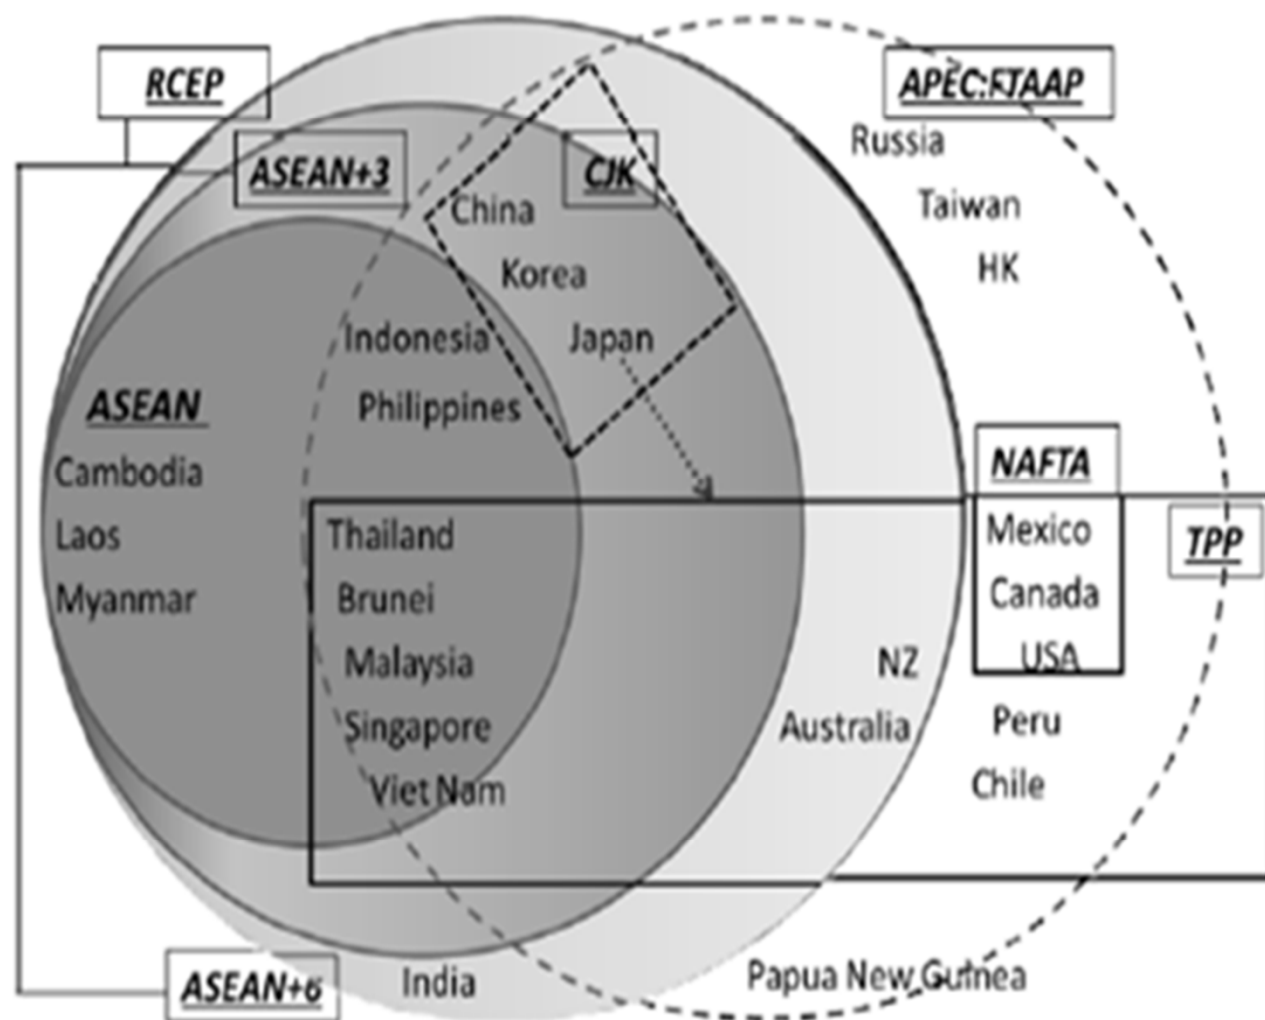 RCEP
APEC:FTAAP
Russia
ASEAN+3
CJK
China
Taiwan
Korea
HK
Indonesia
Japan
ASEAN
Philippines
Cambodia
NAFTA
Laos
Thailand
Mexico
TPP
Myanmar
Brunei
Canada
Malaysia
NZ
USA
Singapore
Australia
Peru
Viet Nam
Chile
ASEAN+6
India
Papua New Guinea